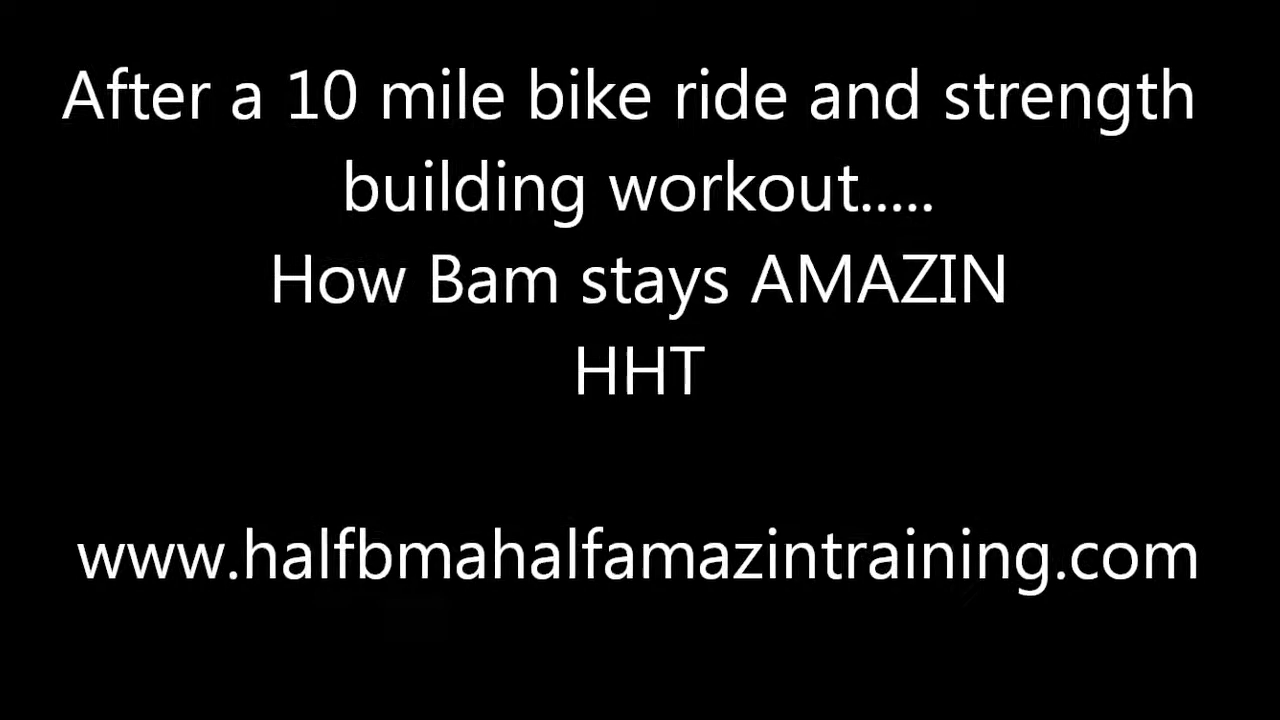 After a 10 mile bike ride and strength
building workout.....
How Bam stays AMAZIN
HHT
www.halfbmahalfamazintraining.com